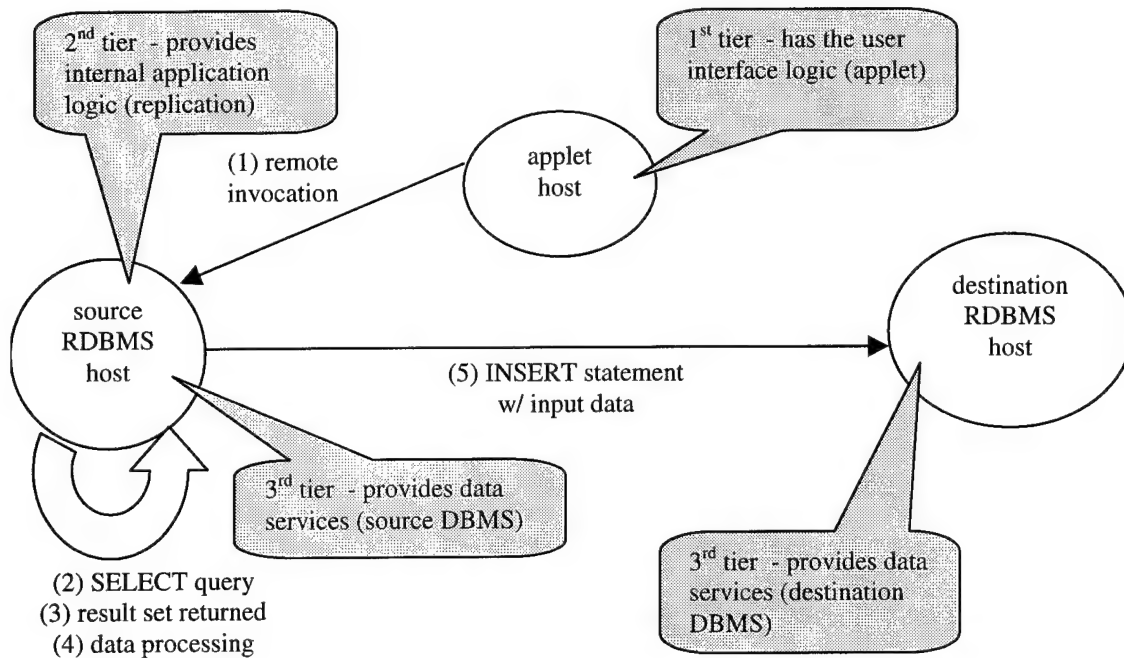 2nd tier - provides
internal application
logic (replication)
1st tier - has the user
interface logic (applet)
(1) remote
invocation
applet
host
source
RDBMS
host
destination
RDBMS
host
(5) INSERT statement
w/ input data
3rd tier - provides data
services (source DBMS)
3rd tier - provides data
services (destination
DBMS)
(2) SELECT query
(3) result set returned
(4) data processing